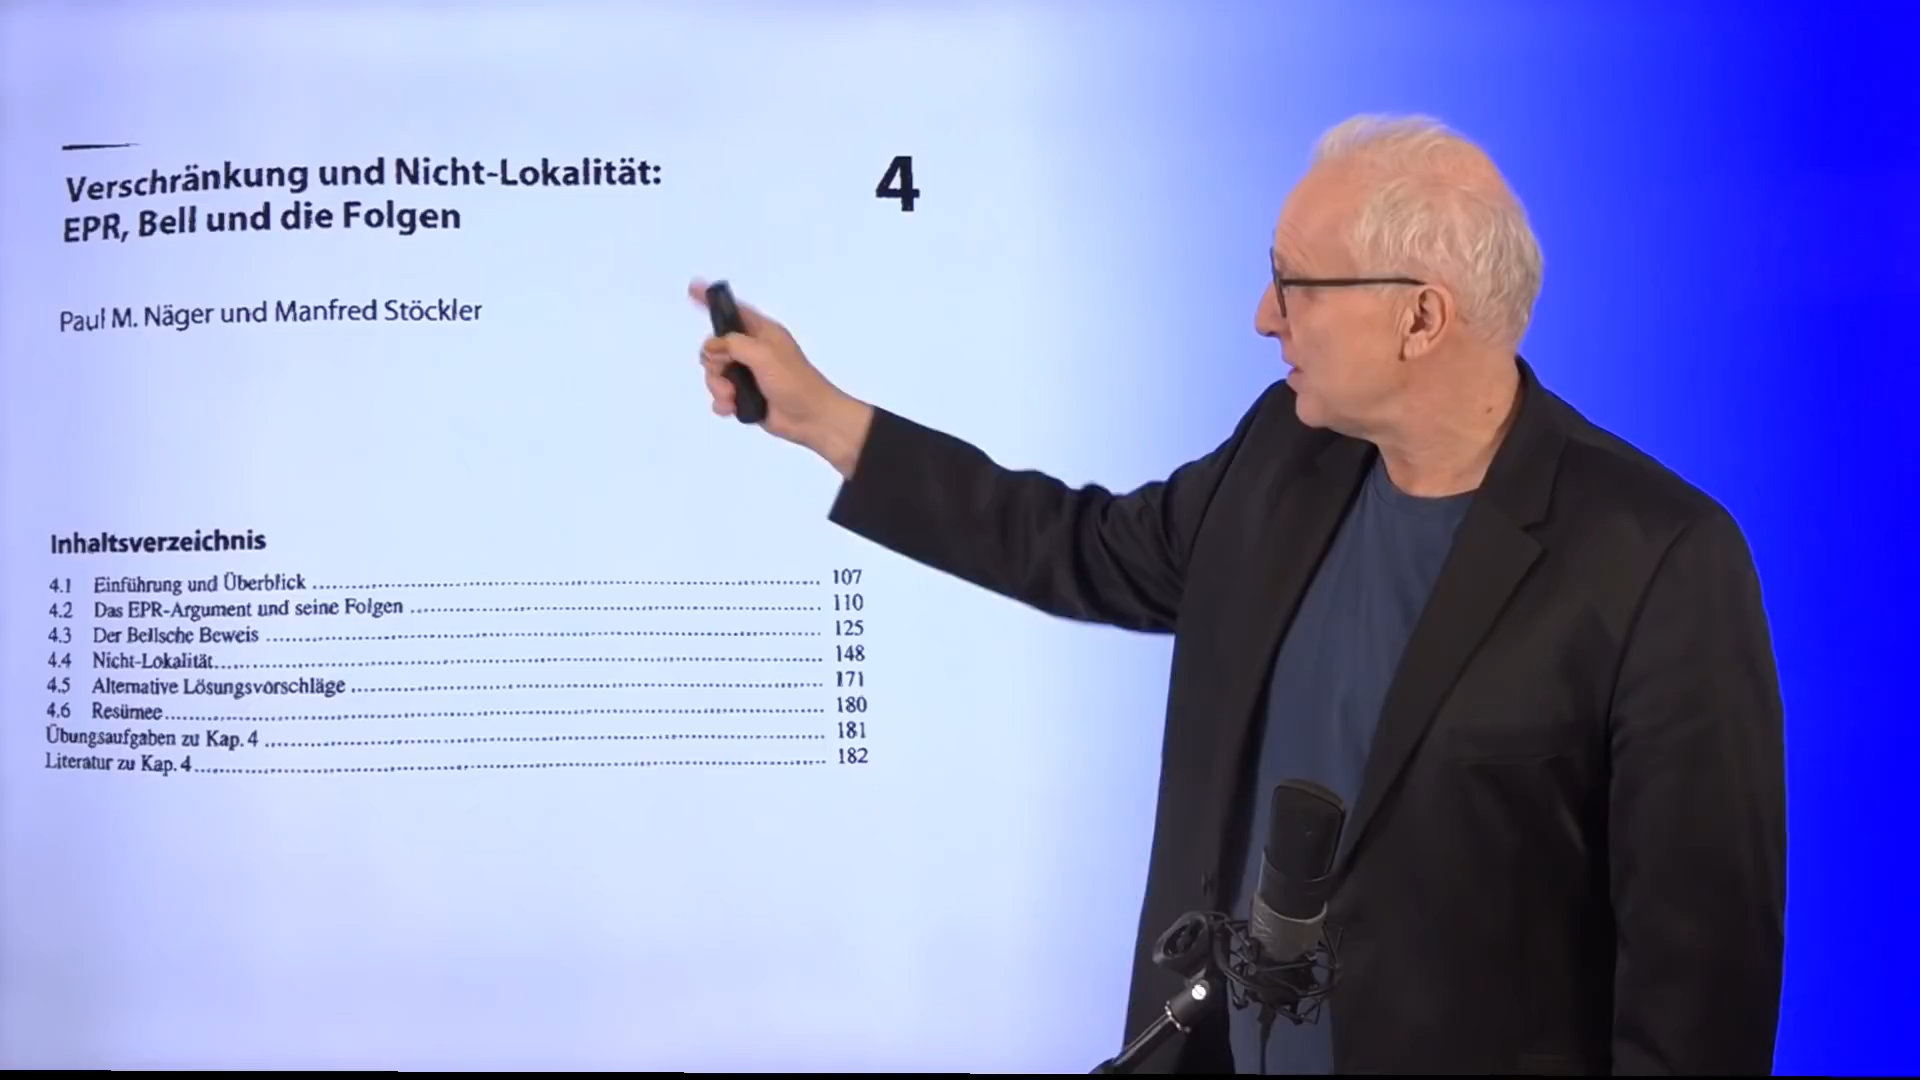 Verschränkung und Nicht-Lokalität:
EPR, Bell und die Folgen
4
Paul M. Näger und Manfred Stöckler
Inhaltsverzeichnis
4.1 Einführung und Überblick ........ 107
4.2 Das EPR-Argument und seine Folgen ........ 110
4.3 Der Bellsche Beweis ........ 125
4.4 Nicht-Lokalität ........ 148
4.5 Alternative Lösungsvorschläge ........ 171
4.6 Resümee ........ 180
Übungsaufgaben zu Kap. 4 ........ 181
Literatur zu Kap. 4 ........ 182